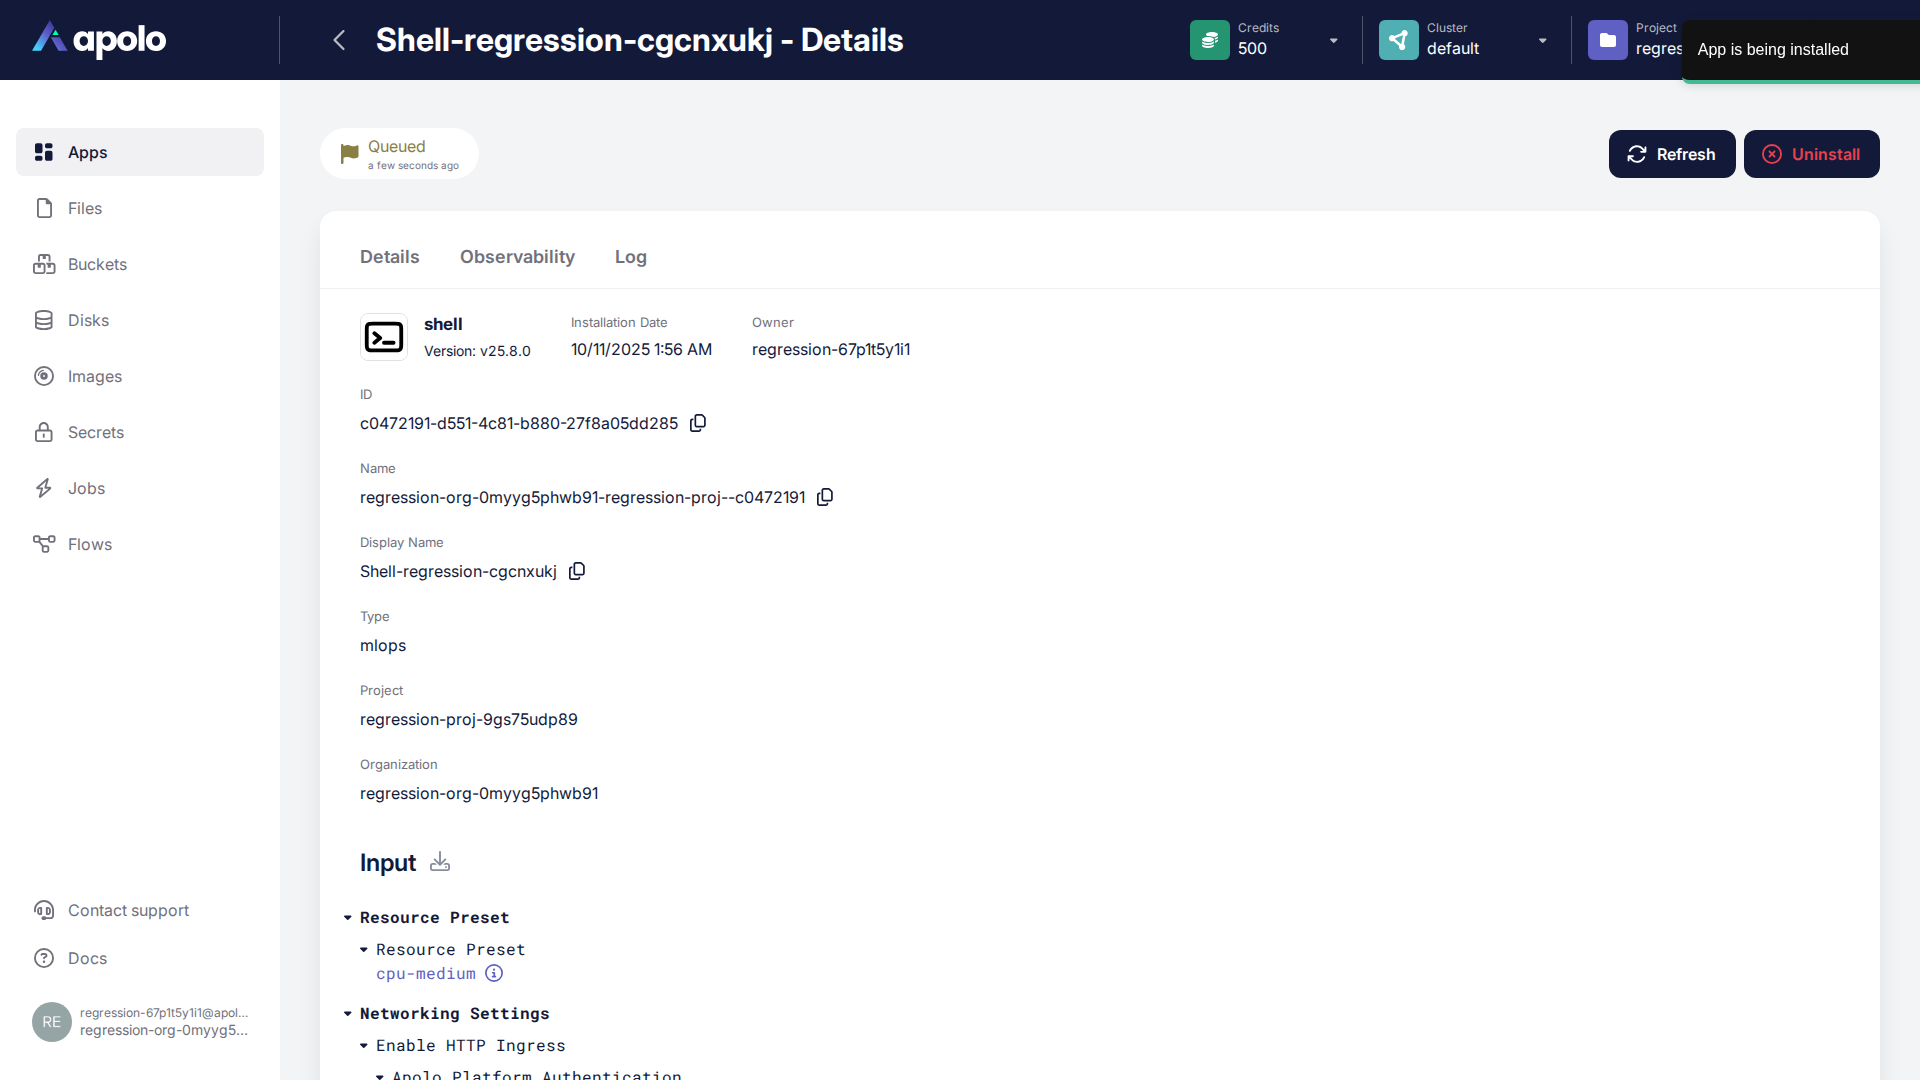 apolo
Shell-regression-cgcnxukj - Details
Credits
500
Cluster
default
Project
regres
App is being installed
Apps
Files
Buckets
Disks
Images
Secrets
Jobs
Flows
Contact support
Docs
RE
regression-67p1t5y1i1@apol...
regression-org-0myyg5...
Queued
a few seconds ago
Refresh
Uninstall
Details
Observability
Log
shell
Version: v25.8.0
Installation Date
10/11/2025 1:56 AM
Owner
regression-67p1t5y1i1
ID
c0472191-d551-4c81-b880-27f8a05dd285
Name
regression-org-0myyg5phwb91-regression-proj--c0472191
Display Name
Shell-regression-cgcnxukj
Type
mlops
Project
regression-proj-9gs75udp89
Organization
regression-org-0myyg5phwb91
Input
Resource Preset
Resource Preset
cpu-medium
Networking Settings
Enable HTTP Ingress
Apolo Platform Authentication